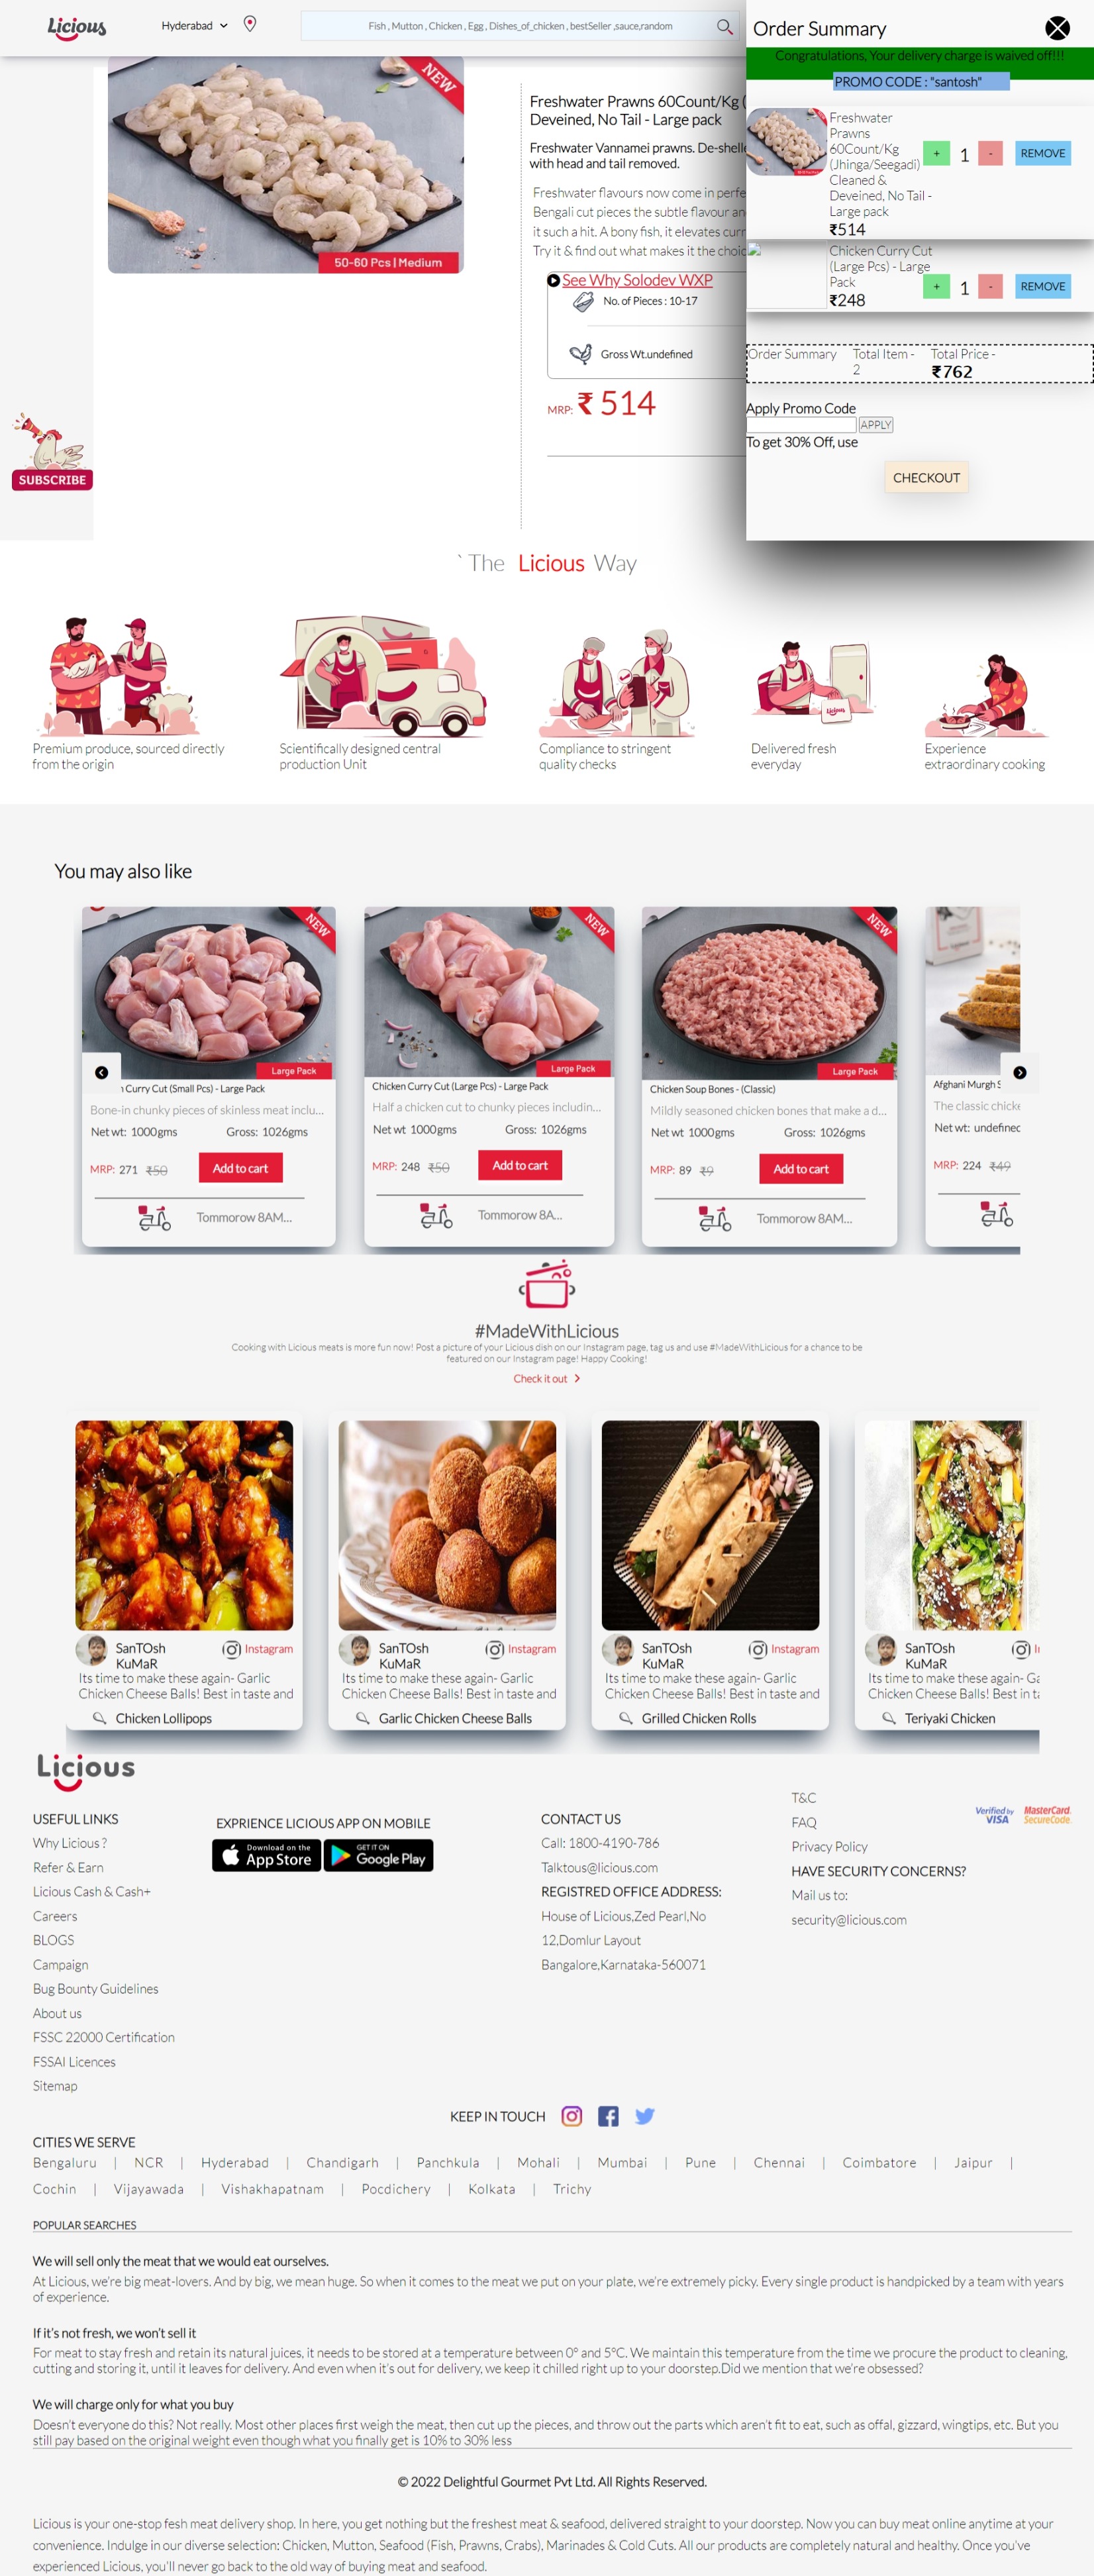 Licious
Hyderabad
Fish , Mutton , Chicken , Egg , Dishes_of_chicken , bestSeller ,sauce,random
Order Summary
Congratulations, Your delivery charge is waived off!!!
PROMO CODE : "santosh"
NEW
50-60 Pcs | Medium
Freshwater Prawns 60Count/Kg (
Deveined, No Tail - Large pack
Freshwater Vannamei prawns. De-shelle
with head and tail removed.
Freshwater flavours now come in perfe
Bengali cut pieces the subtle flavour an
it such a hit. A bony fish, it elevates curr
Try it & find out what makes it the choic
See Why Solodev WXP
No. of Pieces : 10-17
Gross Wt.undefined
MRP: ₹ 514
SUBSCRIBE
Freshwater
Prawns
60Count/Kg
(Jhinga/Seegadi)
Cleaned &
Deveined, No Tail -
Large pack
₹514
+ 1 - REMOVE
Chicken Curry Cut
(Large Pcs) - Large
Pack
₹248
+ 1 - REMOVE
Order Summary
Total Item -
2
Total Price -
₹762
Apply Promo Code
APPLY
To get 30% Off, use
CHECKOUT
` The Licious Way
Licious
Premium produce, sourced directly
from the origin
Scientifically designed central
production Unit
Compliance to stringent
quality checks
Delivered fresh
everyday
Experience
extraordinary cooking
You may also like
NEW
Large Pack
Curry Cut (Small Pcs) - Large Pack
Bone-in chunky pieces of skinless meat inclu...
Net wt: 1000gms Gross: 1026gms
MRP: 271 ₹50 Add to cart
Tommorow 8AM...
NEW
Large Pack
Chicken Curry Cut (Large Pcs) - Large Pack
Half a chicken cut to chunky pieces includin...
Net wt 1000gms Gross: 1026gms
MRP: 248 ₹50 Add to cart
Tommorow 8A...
NEW
Large Pack
Chicken Soup Bones - (Classic)
Mildly seasoned chicken bones that make a d...
Net wt 1000gms Gross: 1026gms
MRP: 89 ₹9 Add to cart
Tommorow 8AM...
Afghani Murgh S
The classic chicke
Net wt: undefined
MRP: 224 ₹49
#MadeWithLicious
Cooking with Licious meats is more fun now! Post a picture of your Licious dish on our Instagram page, tag us and use #MadeWithLicious for a chance to be
featured on our Instagram page! Happy Cooking!
Check it out
SanTOsh
KuMaR
Instagram
Its time to make these again- Garlic
Chicken Cheese Balls! Best in taste and
Chicken Lollipops
SanTOsh
KuMaR
Instagram
Its time to make these again- Garlic
Chicken Cheese Balls! Best in taste and
Garlic Chicken Cheese Balls
SanTOsh
KuMaR
Instagram
Its time to make these again- Garlic
Chicken Cheese Balls! Best in taste and
Grilled Chicken Rolls
SanTOsh
KuMaR
Its time to make these again- Ga
Chicken Cheese Balls! Best in ta
Teriyaki Chicken
Licious
USEFUL LINKS
Why Licious ?
Refer & Earn
Licious Cash & Cash+
Careers
BLOGS
Campaign
Bug Bounty Guidelines
About us
FSSC 22000 Certification
FSSAI Licences
Sitemap
EXPRIENCE LICIOUS APP ON MOBILE
Download on the
App Store
GET IT ON
Google Play
CONTACT US
Call: 1800-4190-786
Talktous@licious.com
REGISTRED OFFICE ADDRESS:
House of Licious,Zed Pearl,No
12,Domlur Layout
Bangalore,Karnataka-560071
T&C
FAQ
Privacy Policy
HAVE SECURITY CONCERNS?
Mail us to:
security@licious.com
Verified by
VISA
MasterCard.
SecureCode.
KEEP IN TOUCH
CITIES WE SERVE
Bengaluru | NCR | Hyderabad | Chandigarh | Panchkula | Mohali | Mumbai | Pune | Chennai | Coimbatore | Jaipur |
Cochin | Vijayawada | Vishakhapatnam | Pocdichery | Kolkata | Trichy
POPULAR SEARCHES
We will sell only the meat that we would eat ourselves.
At Licious, we're big meat-lovers. And by big, we mean huge. So when it comes to the meat we put on your plate, we're extremely picky. Every single product is handpicked by a team with years
of experience.
If it's not fresh, we won't sell it
For meat to stay fresh and retain its natural juices, it needs to be stored at a temperature between 0° and 5°C. We maintain this temperature from the time we procure the product to cleaning,
cutting and storing it, until it leaves for delivery. And even when it's out for delivery, we keep it chilled right up to your doorstep.Did we mention that we're obsessed?
We will charge only for what you buy
Doesn't everyone do this? Not really. Most other places first weigh the meat, then cut up the pieces, and throw out the parts which aren't fit to eat, such as offal, gizzard, wingtips, etc. But you
still pay based on the original weight even though what you finally get is 10% to 30% less
© 2022 Delightful Gourmet Pvt Ltd. All Rights Reserved.
Licious is your one-stop fesh meat delivery shop. In here, you get nothing but the freshest meat & seafood, delivered straight to your doorstep. Now you can buy meat online anytime at your
convenience. Indulge in our diverse selection: Chicken, Mutton, Seafood (Fish, Prawns, Crabs), Marinades & Cold Cuts. All our products are completely natural and healthy. Once you've
experienced Licious, you'll never go back to the old way of buying meat and seafood.